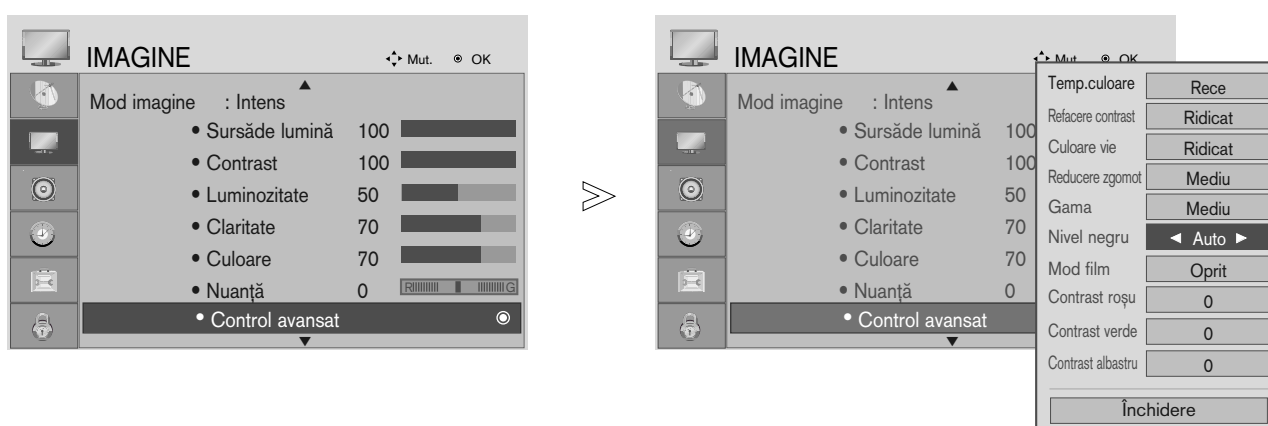 IMAGINE Mut. OK
Mod imagine : Intens
• Sursăde lumină 100
• Contrast 100
• Luminozitate 50
• Claritate 70
• Culoare 70
• Nuanţă 0 R G
• Control avansat
IMAGINE Mut. OK
Mod imagine : Intens
• Sursăde lumină 100
• Contrast 100
• Luminozitate 50
• Claritate 70
• Culoare 70
• Nuanţă 0
• Control avansat
Temp.culoare Rece
Refacere contrast Ridicat
Culoare vie Ridicat
Reducere zgomot Mediu
Gama Mediu
Nivel negru ◄ Auto ►
Mod film Oprit
Contrast roşu 0
Contrast verde 0
Contrast albastru 0
Închidere